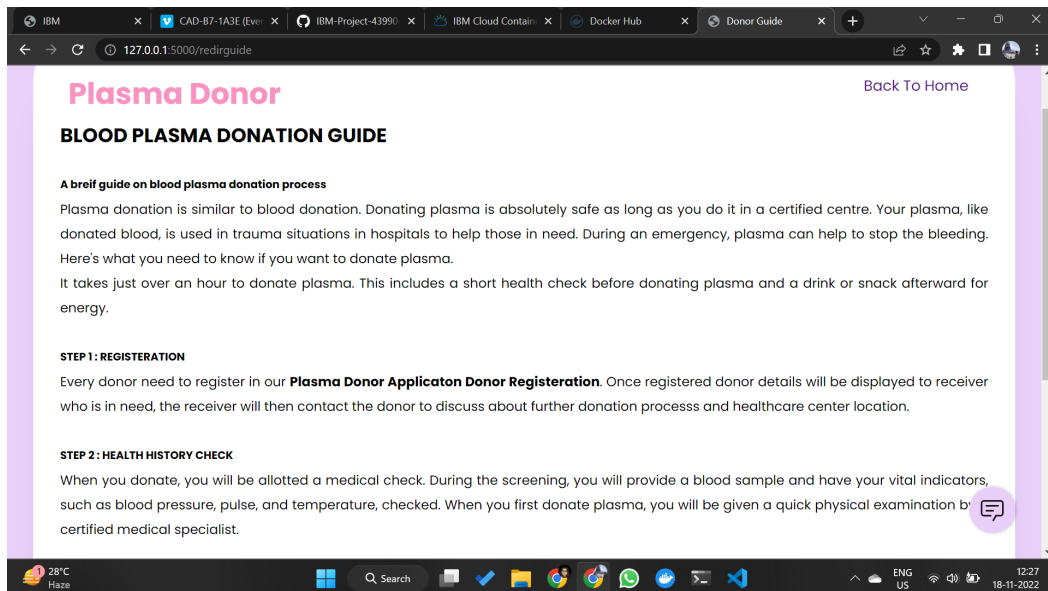 IBM
CAD-B7-1A3E (Ever
IBM-Project-43990
IBM Cloud Contain
Docker Hub
Donor Guide
127.0.0.1:5000/redirguide
Plasma Donor
Back To Home
BLOOD PLASMA DONATION GUIDE
A breif guide on blood plasma donation process
Plasma donation is similar to blood donation. Donating plasma is absolutely safe as long as you do it in a certified centre. Your plasma, like
donated blood, is used in trauma situations in hospitals to help those in need. During an emergency, plasma can help to stop the bleeding.
Here's what you need to know if you want to donate plasma.
It takes just over an hour to donate plasma. This includes a short health check before donating plasma and a drink or snack afterward for
energy.
STEP 1 : REGISTERATION
Every donor need to register in our Plasma Donor Applicaton Donor Registeration. Once registered donor details will be displayed to receiver
who is in need, the receiver will then contact the donor to discuss about further donation processs and healthcare center location.
STEP 2 : HEALTH HISTORY CHECK
When you donate, you will be allotted a medical check. During the screening, you will provide a blood sample and have your vital indicators,
such as blood pressure, pulse, and temperature, checked. When you first donate plasma, you will be given a quick physical examination b
certified medical specialist.
1
28°C
Haze
Search
ENG
US
12:27
18-11-2022